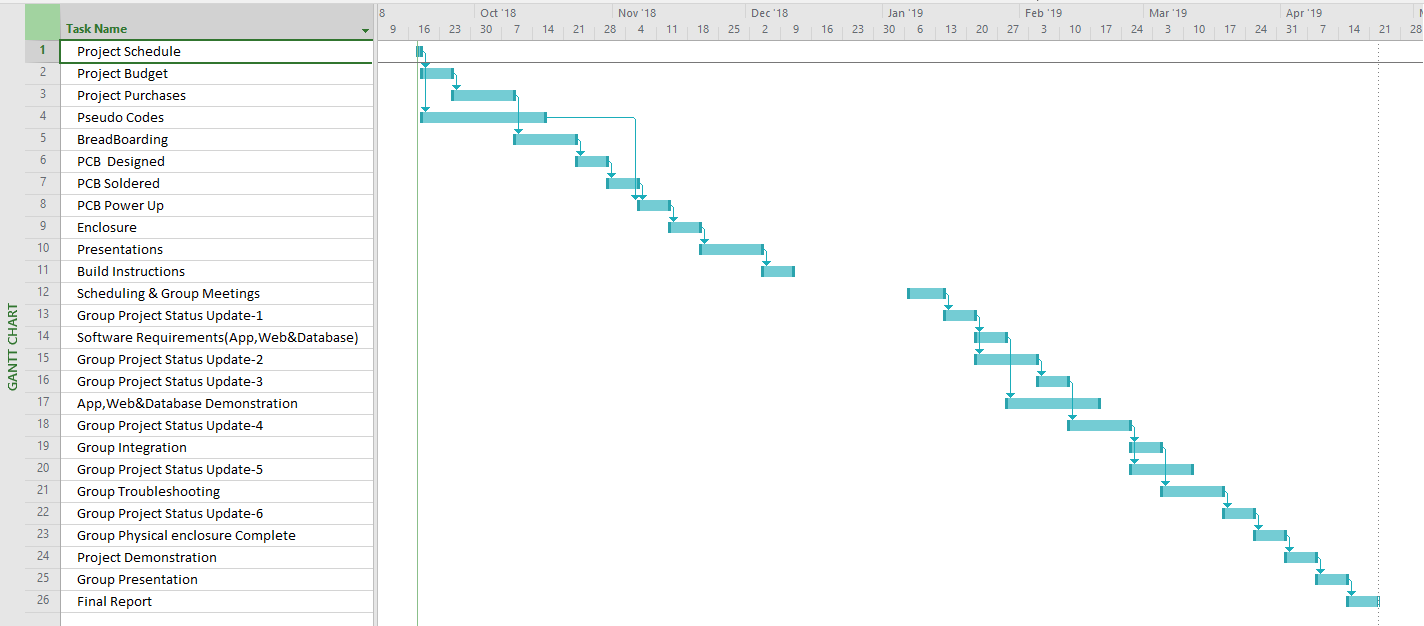 8 Oct '18 Nov '18 Dec '18 Jan '19 Feb '19 Mar '19 Apr '19
Task Name 9 16 23 30 7 14 21 28 4 11 18 25 2 9 16 23 30 6 13 20 27 3 10 17 24 3 10 17 24 31 7 14 21 28
1 Project Schedule
2 Project Budget
3 Project Purchases
4 Pseudo Codes
5 BreadBoarding
6 PCB  Designed
7 PCB Soldered
8 PCB Power Up
9 Enclosure
10 Presentations
11 Build Instructions
12 Scheduling & Group Meetings
13 Group Project Status Update-1
14 Software Requirements(App,Web&Database)
15 Group Project Status Update-2
16 Group Project Status Update-3
17 App,Web&Database Demonstration
18 Group Project Status Update-4
19 Group Integration
20 Group Project Status Update-5
21 Group Troubleshooting
22 Group Project Status Update-6
23 Group Physical enclosure Complete
24 Project Demonstration
25 Group Presentation
26 Final Report
GANTT CHART